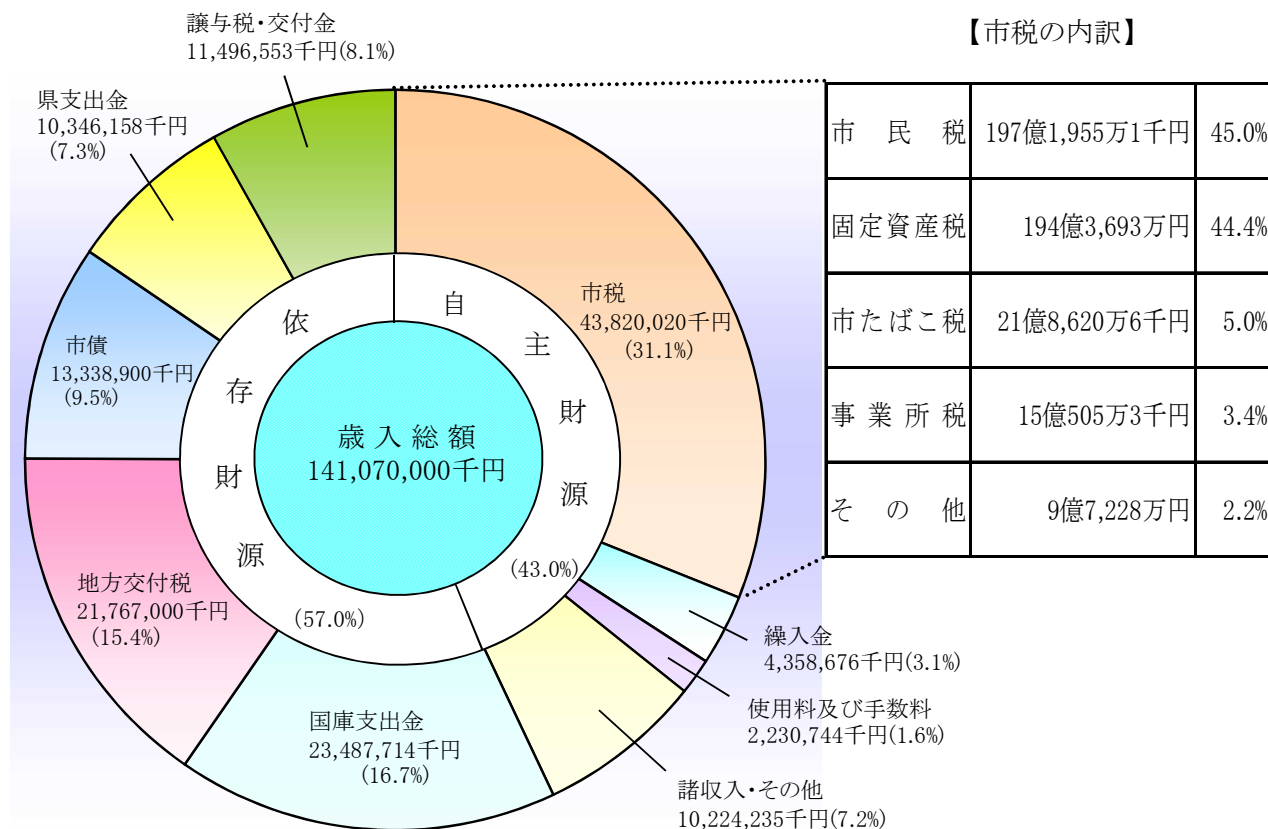 譲与税・交付金
11,496,553千円(8.1%)
県支出金
10,346,158千円
(7.3%)
市債
13,338,900千円
(9.5%)
地方交付税
21,767,000千円
(15.4%)
国庫支出金
23,487,714千円
(16.7%)
諸収入・その他
10,224,235千円(7.2%)
使用料及び手数料
2,230,744千円(1.6%)
繰入金
4,358,676千円(3.1%)
市税
43,820,020千円
(31.1%)
自主財源
(43.0%)
依存財源
(57.0%)
歳入総額
141,070,000千円
【市税の内訳】
市民税 197億1,955万1千円 45.0%
固定資産税 194億3,693万円 44.4%
市たばこ税 21億8,620万6千円 5.0%
事業所税 15億505万3千円 3.4%
その他 9億7,228万円 2.2%